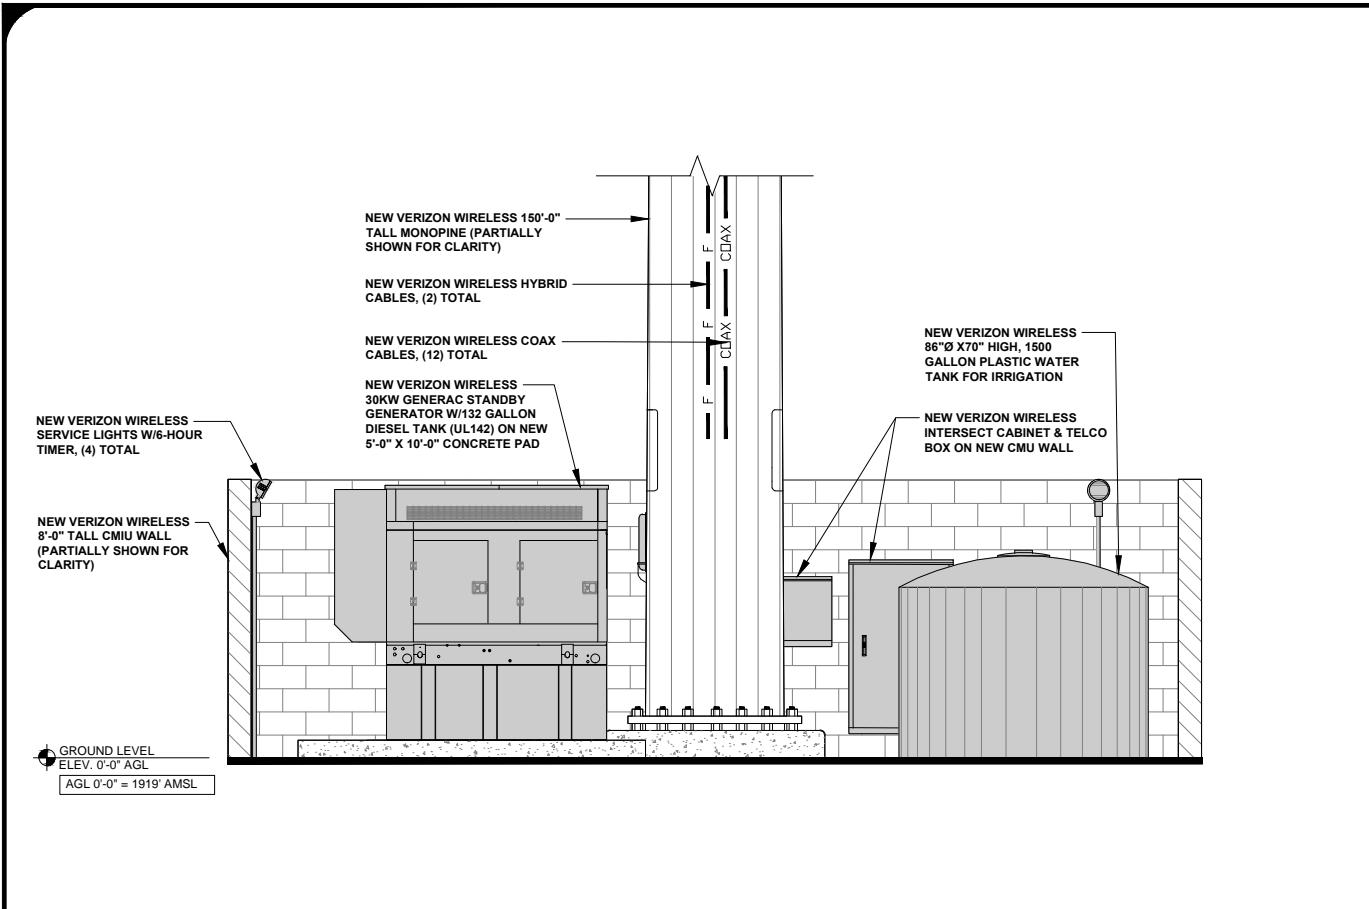 NEW VERIZON WIRELESS 150'-0"
TALL MONOPINE (PARTIALLY
SHOWN FOR CLARITY)
NEW VERIZON WIRELESS HYBRID
CABLES, (2) TOTAL
NEW VERIZON WIRELESS COAX
CABLES, (12) TOTAL
NEW VERIZON WIRELESS
30KW GENERAC STANDBY
GENERATOR W/132 GALLON
DIESEL TANK (UL142) ON NEW
5'-0" X 10'-0" CONCRETE PAD
F
COAX
F
COAX
F
NEW VERIZON WIRELESS
86"Ø X70" HIGH, 1500
GALLON PLASTIC WATER
TANK FOR IRRIGATION
NEW VERIZON WIRELESS
INTERSECT CABINET & TELCO
BOX ON NEW CMU WALL
NEW VERIZON WIRELESS
SERVICE LIGHTS W/6-HOUR
TIMER, (4) TOTAL
NEW VERIZON WIRELESS
8'-0" TALL CMIU WALL
(PARTIALLY SHOWN FOR
CLARITY)
GROUND LEVEL
ELEV. 0'-0" AGL
AGL 0'-0" = 1919' AMSL